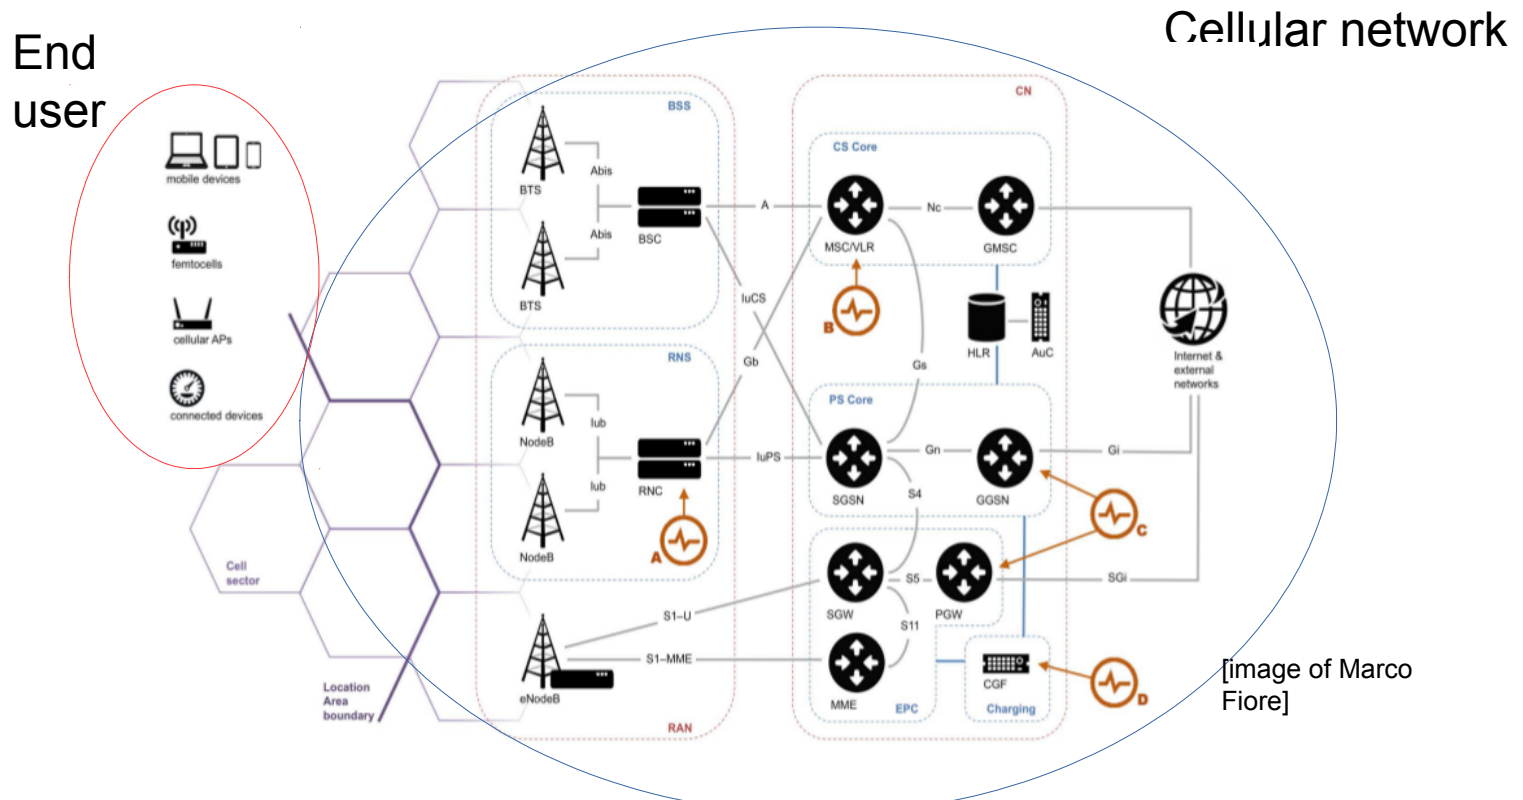 End
user
Cellular network
mobile devices
femtocells
cellular APs
connected devices
Cell
sector
Location
Area
boundary
BSS
BTS
Abis
Abis
BTS
BSC
RNS
NodeB
Iub
Iub
NodeB
RNC
A
eNodeB
RAN
A
IuCS
Gb
IuPS
S1–U
S1–MME
CN
CS Core
MSC/VLR
Nc
GMSC
B
Gs
HLR
AuC
PS Core
SGSN
Gn
GGSN
S4
Gi
C
SGW
S5
PGW
S11
SGi
MME
EPC
CGF
Charging
D
Internet &
external
networks
[image of Marco
Fiore]